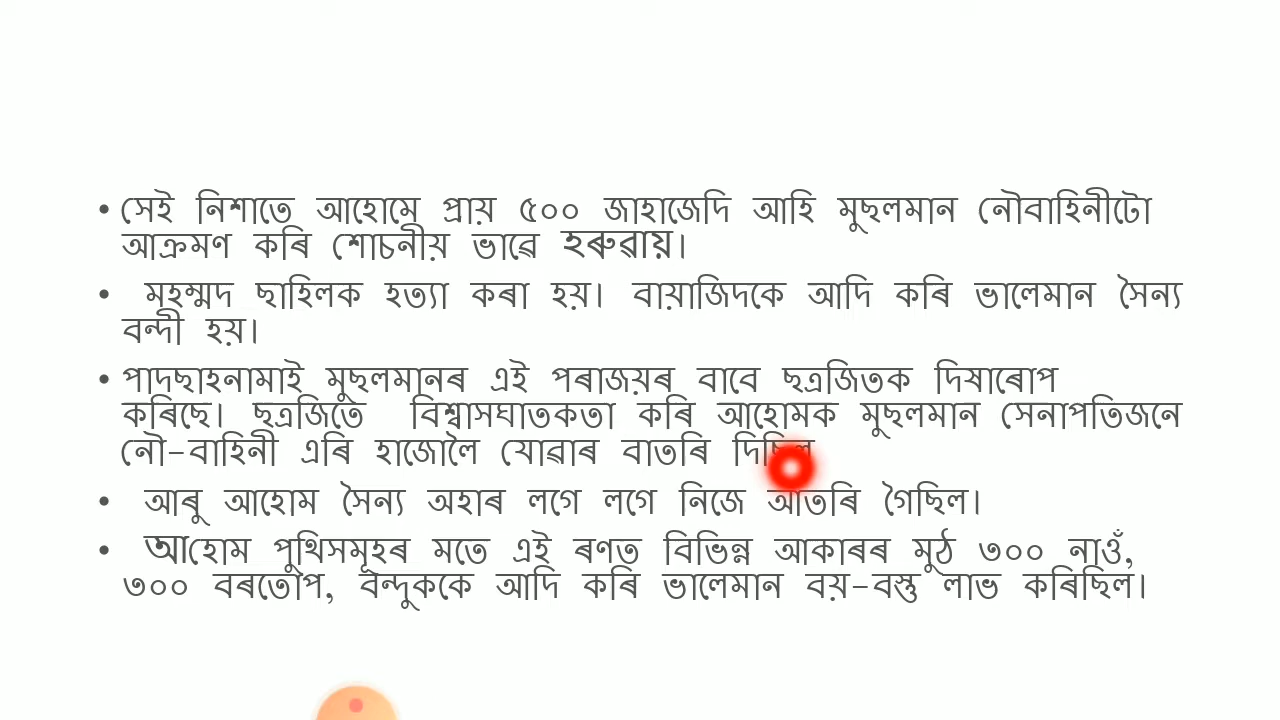 • সেই নিশাতে আহোমে প্ৰায় ৫০০ জাহাজেদি আহি মুছলমান নৌবাহিনীটো
আক্ৰমণ কৰি শোচনীয় ভাৱে হৰুৱায়।
• মহম্মদ ছাহিলক হত্যা কৰা হয়। বায়াজিদকে আদি কৰি ভালেমান সৈন্য
বন্দী হয়।
• পাদছাহনামাই মুছলমানৰ এই পৰাজয়ৰ বাবে ছত্ৰজিতক দিষাৰোপ
কৰিছে। ছত্ৰজিতে বিশ্বাসঘাতকতা কৰি আহোমক মুছলমান সেনাপতিজনে
নৌ-বাহিনী এৰি হাজোলৈ যোৱাৰ বাতৰি দিছিল
• আৰু আহোম সৈন্য অহাৰ লগে লগে নিজে আঁতৰি গৈছিল।
• আহোম পুথিসমূহৰ মতে এই ৰণত বিভিন্ন আকাৰৰ মুঠ ৩০০ নাওঁ,
৩০০ বৰতোপ, বন্দুককে আদি কৰি ভালেমান বয়-বস্তু লাভ কৰিছিল।